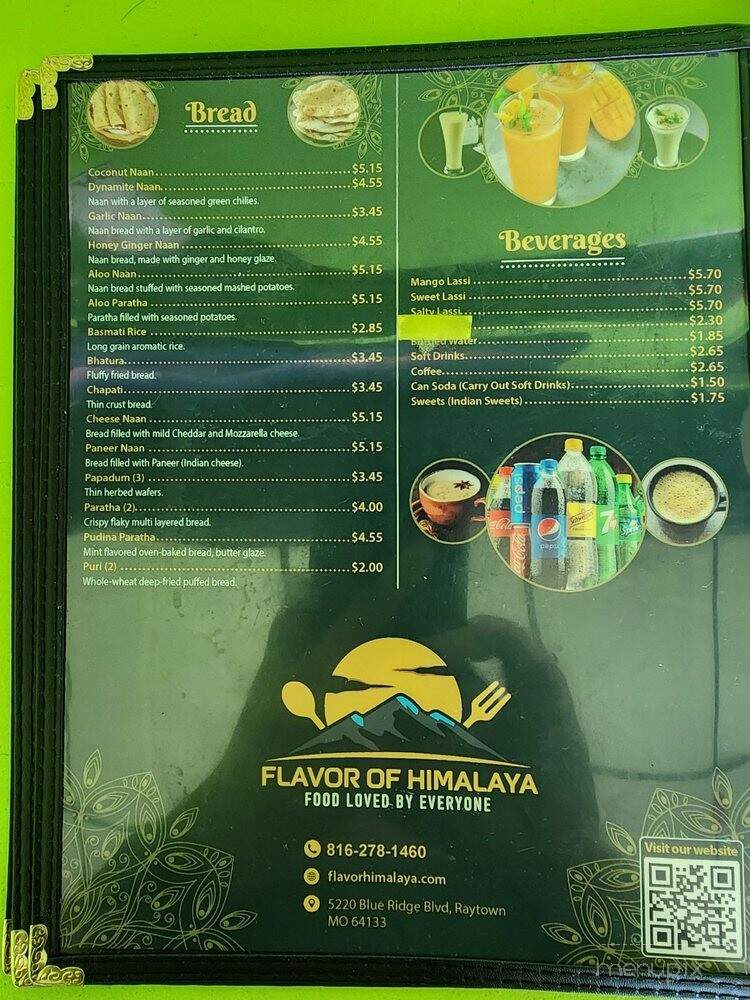 Bread
Coconut Naan $5.15
Dynamite Naan $4.55
Naan with a layer of seasoned green chilies.
Garlic Naan $3.45
Naan bread with a layer of garlic and cilantro.
Honey Ginger Naan $4.55
Naan bread, made with ginger and honey glaze.
Aloo Naan $5.15
Naan bread stuffed with seasoned mashed potatoes.
Aloo Paratha $5.15
Paratha filled with seasoned potatoes.
Basmati Rice $2.85
Long grain aromatic rice.
Bhatura $3.45
Fluffy fried bread.
Chapati $3.45
Thin crust bread.
Cheese Naan $5.15
Bread filled with mild Cheddar and Mozzarella cheese.
Paneer Naan $5.15
Bread filled with Paneer (Indian cheese).
Papadum (3) $3.45
Thin herbed wafers.
Paratha (2) $4.00
Crispy flaky multi layered bread.
Pudina Paratha $4.55
Mint flavored oven-baked bread, butter glaze.
Puri (2) $2.00
Whole-wheat deep-fried puffed bread.
Beverages
Mango Lassi $5.70
Sweet Lassi $5.70
Salty Lassi $5.70
$2.30
Bottled Water $1.85
Soft Drinks $2.65
Coffee $2.65
Can Soda (Carry Out Soft Drinks) $1.50
Sweets (Indian Sweets) $1.75
pepsi
Coca-Cola
pepsi
7up
Sprite
FLAVOR OF HIMALAYA
FOOD LOVED BY EVERYONE
816-278-1460
flavorhimalaya.com
5220 Blue Ridge Blvd, Raytown
MO 64133
Visit our website
menupix